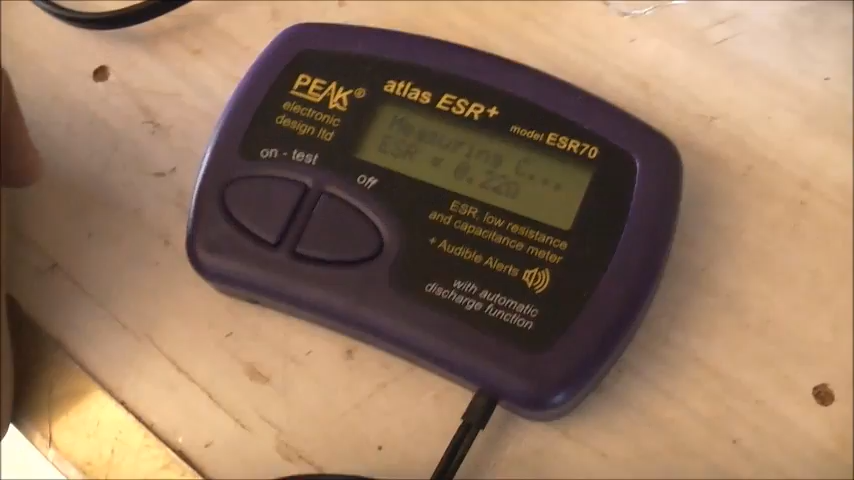 PEAK®
electronic
design ltd
atlas ESR+
model ESR70
on - test
off
Measuring C...
ESR = 0.22Ω
ESR, low resistance
and capacitance meter
+ Audible Alerts
with automatic
discharge function